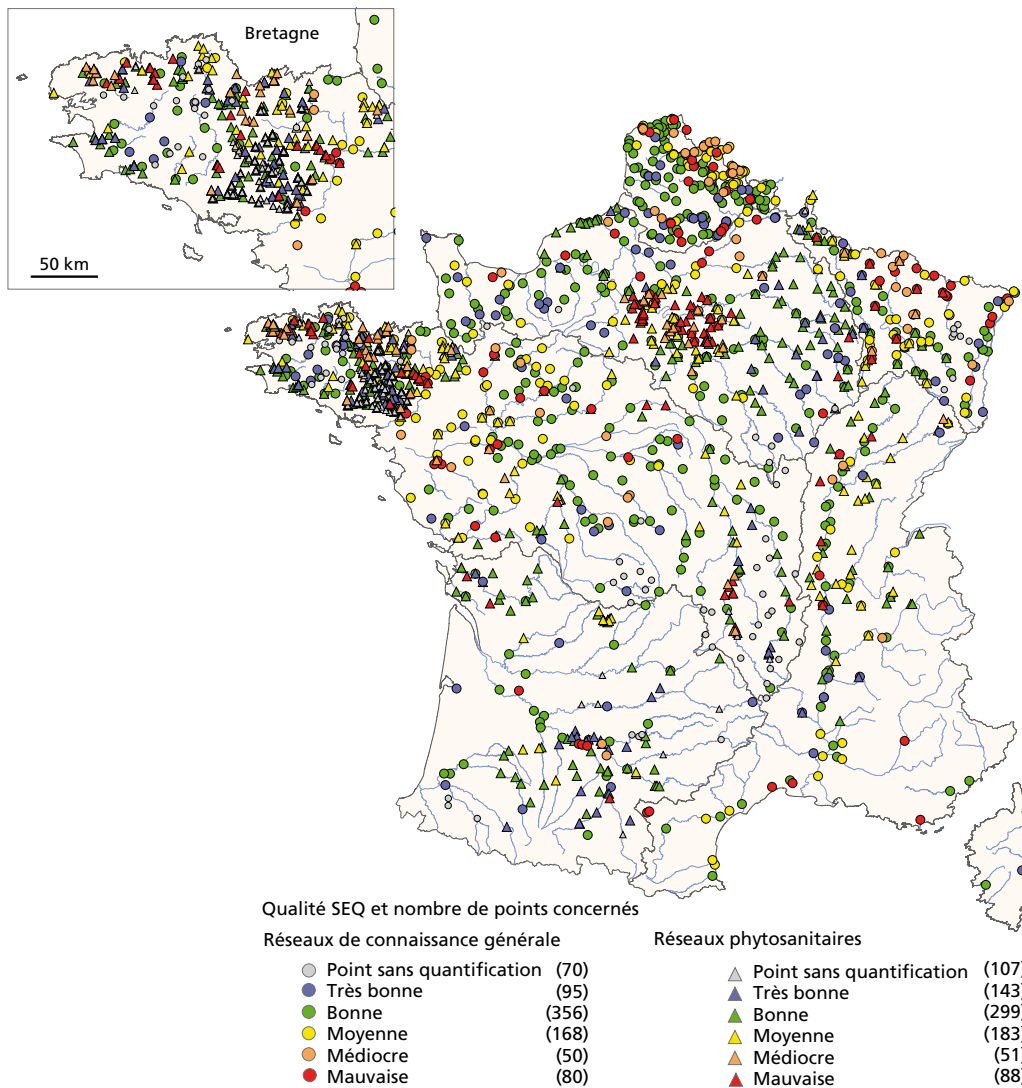 Bretagne
50 km
Qualité SEQ et nombre de points concernés
Réseaux de connaissance générale
Point sans quantification (70)
Très bonne (95)
Bonne (356)
Moyenne (168)
Médiocre (50)
Mauvaise (80)
Réseaux phytosanitaires
Point sans quantification (107)
Très bonne (143)
Bonne (299)
Moyenne (183)
Médiocre (51)
Mauvaise (88)